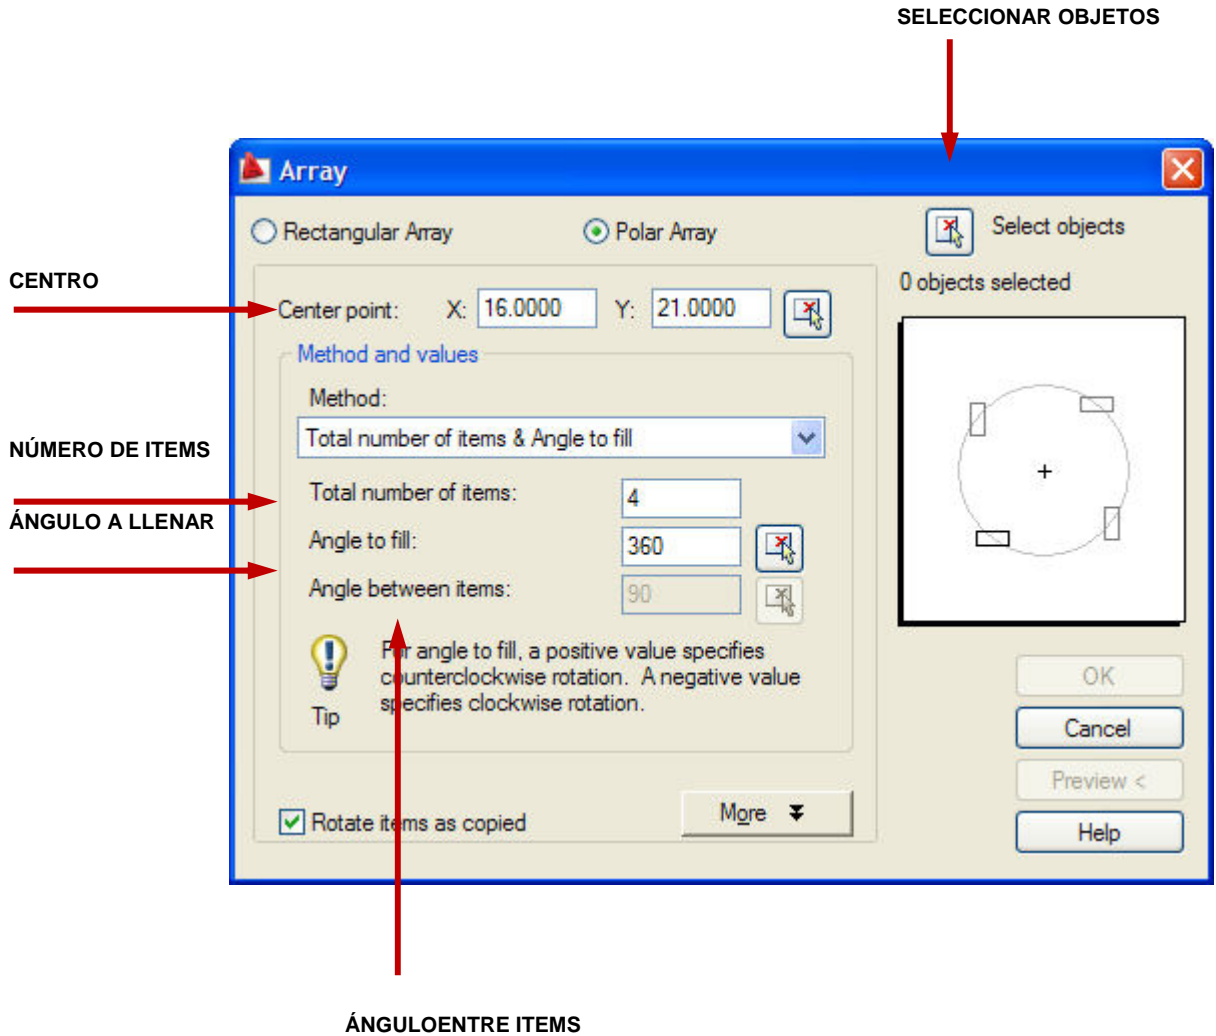 SELECCIONAR OBJETOS
Array
Rectangular Array
Polar Array
Select objects
CENTRO
0 objects selected
Center point:
X: 16.0000
Y: 21.0000
Method and values
Method:
Total number of items & Angle to fill
NÚMERO DE ITEMS
Total number of items:
4
ÁNGULO A LLENAR
Angle to fill:
360
Angle between items:
90
For angle to fill, a positive value specifies
counterclockwise rotation. A negative value
specifies clockwise rotation.
Tip
OK
Cancel
Preview <
Rotate items as copied
More
Help
ÁNGULOENTRE ITEMS